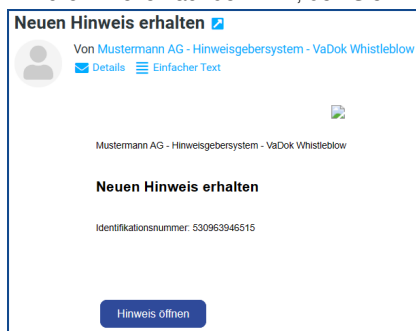 Neuen Hinweis erhalten
Von Mustermann AG - Hinweisgebersystem - VaDok Whistleblow
Details Einfacher Text
Mustermann AG - Hinweisgebersystem - VaDok Whistleblow
Neuen Hinweis erhalten
Identifikationsnummer: 530963946515
Hinweis öffnen